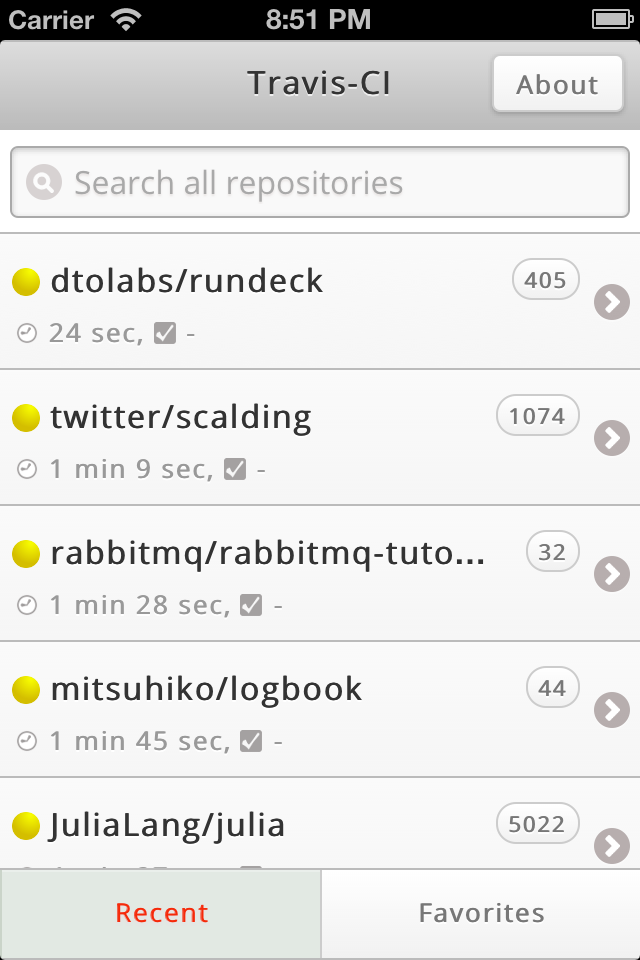 Carrier 8:51 PM
Travis-CI About
Search all repositories
dtolabs/rundeck 405
24 sec, -
twitter/scalding 1074
1 min 9 sec, -
rabbitmq/rabbitmq-tuto... 32
1 min 28 sec, -
mitsuhiko/logbook 44
1 min 45 sec, -
JuliaLang/julia 5022
Recent Favorites